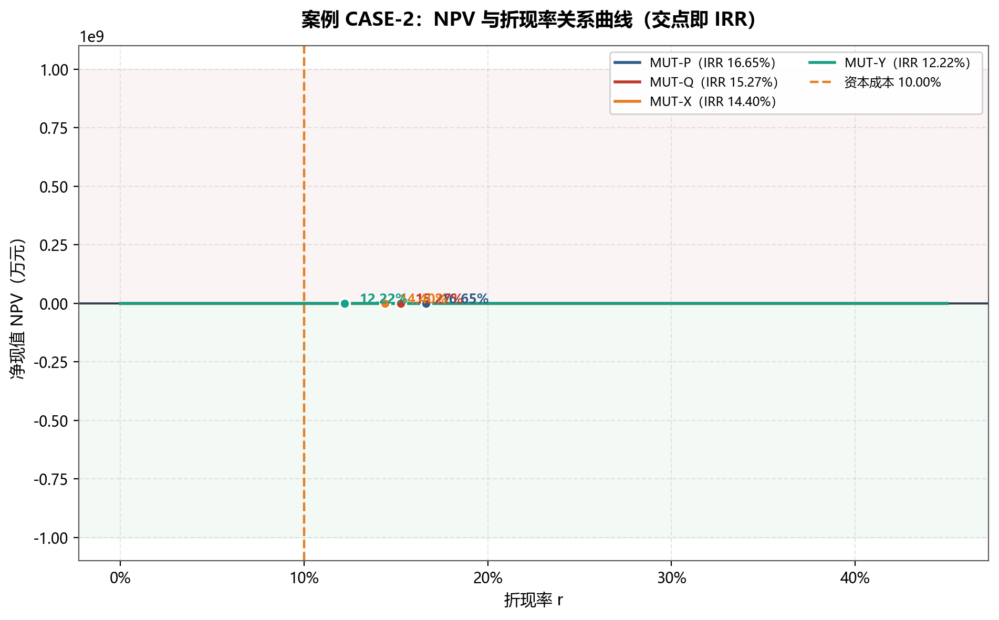 案例 CASE-2：NPV 与折现率关系曲线（交点即 IRR）
1e9
MUT-P（IRR 16.65%）
MUT-Q（IRR 15.27%）
MUT-X（IRR 14.40%）
MUT-Y（IRR 12.22%）
资本成本 10.00%
净现值 NPV（万元）
1.00
0.75
0.50
0.25
0.00
-0.25
-0.50
-0.75
-1.00
12.22%
14.40%
15.27%
16.65%
0%
10%
20%
30%
40%
折现率 r